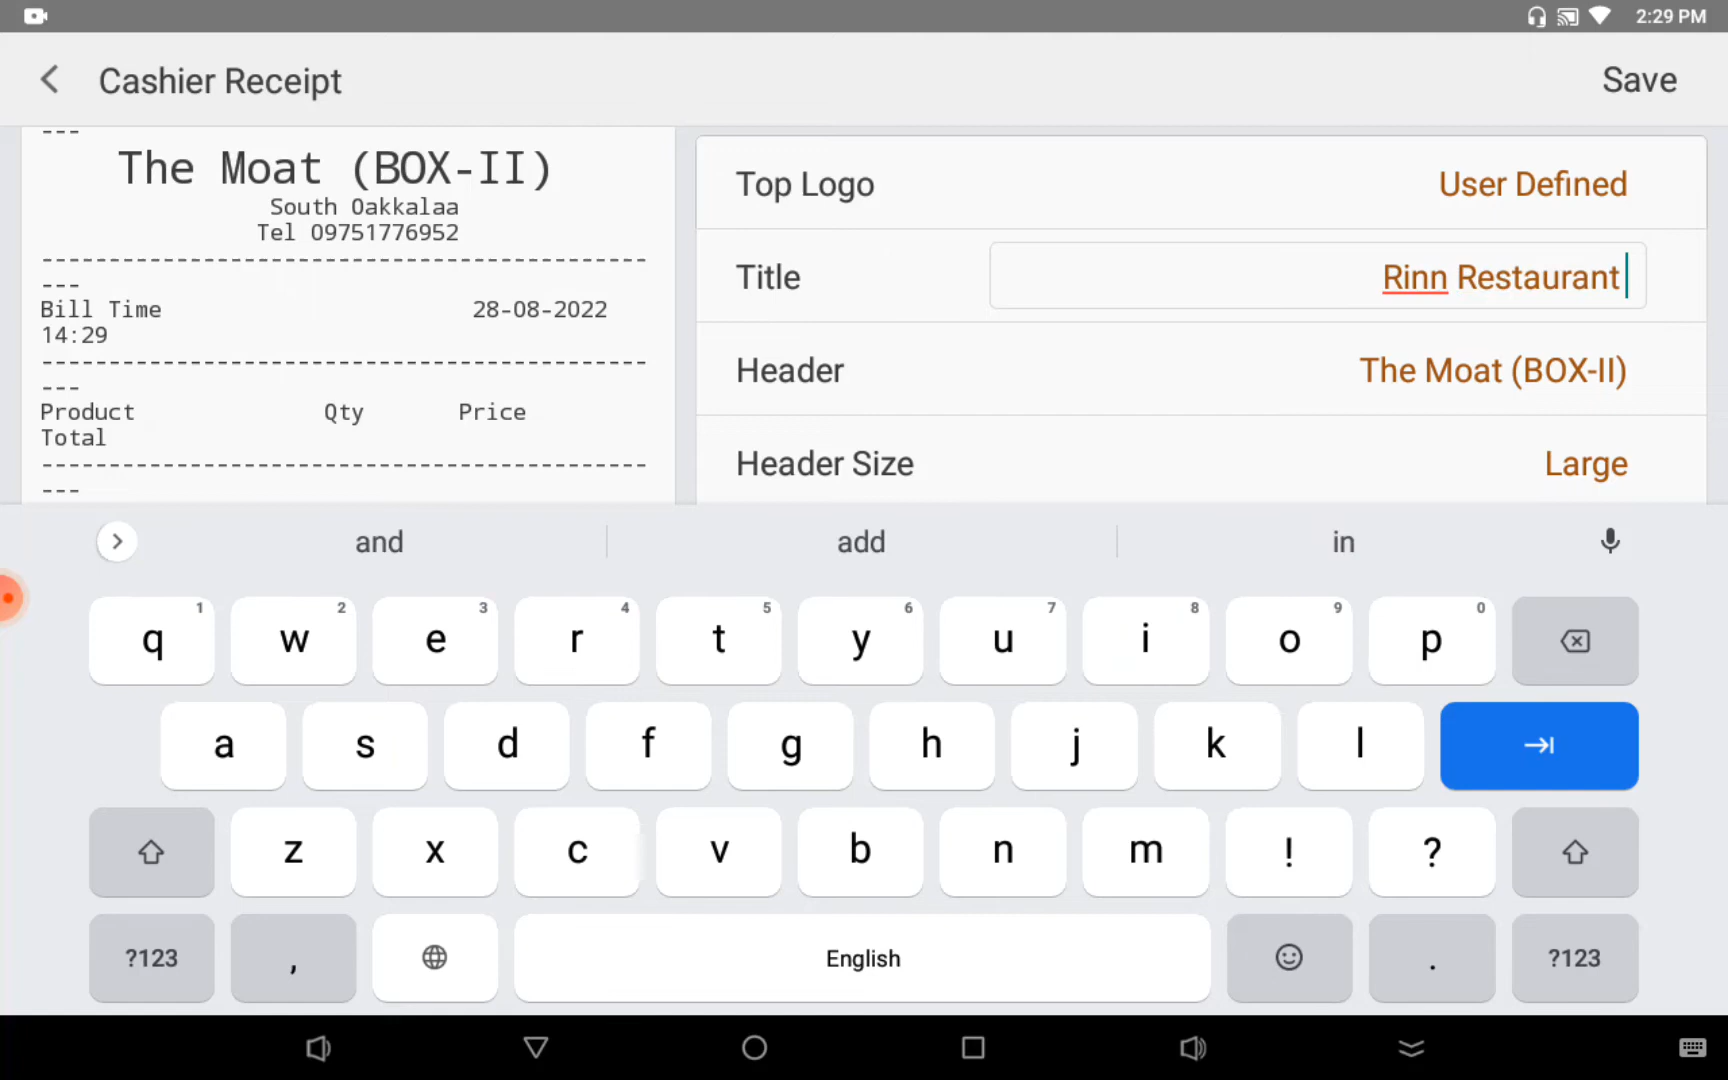 2:29 PM
Cashier Receipt
Save
---
The Moat (BOX-II)
South Oakkalaa
Tel 09751776952
---------------------------------------------
---
Bill Time 28-08-2022
14:29
---------------------------------------------
---
Product Qty Price
Total
---------------------------------------------
---
Top Logo User Defined
Title Rinn Restaurant
Header The Moat (BOX-II)
Header Size Large
and add in
q 1 w 2 e 3 r 4 t 5 y 6 u 7 i 8 o 9 p 0
a s d f g h j k l
z x c v b n m ! ?
?123 , English . ?123